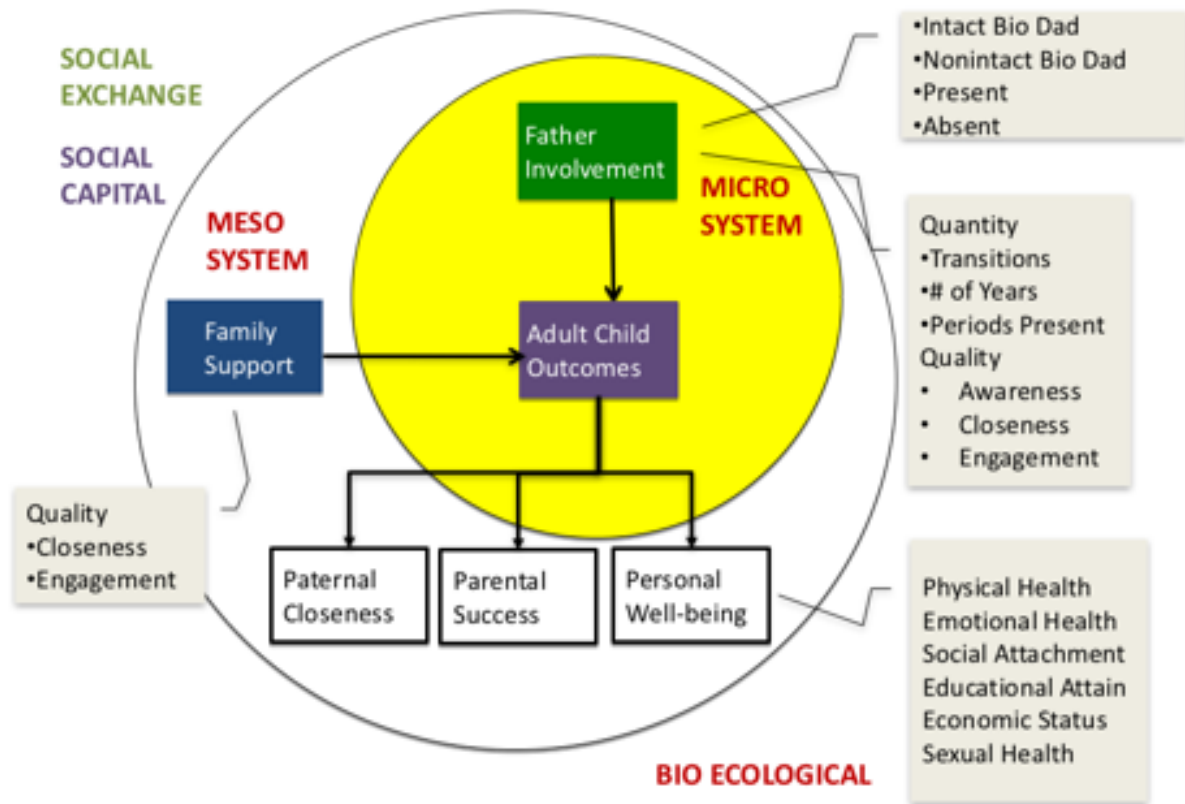 SOCIAL
EXCHANGE
SOCIAL
CAPITAL
MESO
SYSTEM
Family
Support
Quality
•Closeness
•Engagement
Father
Involvement
MICRO
SYSTEM
Adult Child
Outcomes
Paternal
Closeness
Parental
Success
Personal
Well-being
•Intact Bio Dad
•Nonintact Bio Dad
•Present
•Absent
Quantity
•Transitions
•# of Years
•Periods Present
Quality
• Awareness
• Closeness
• Engagement
Physical Health
Emotional Health
Social Attachment
Educational Attain
Economic Status
Sexual Health
BIO ECOLOGICAL